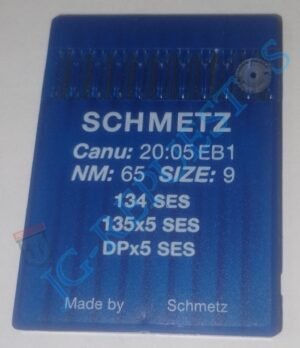 SCHMETZ
Canu: 20:05 EB1
NM: 65 SIZE: 9
134 SES
135x5 SES
DPx5 SES
Made by Schmetz